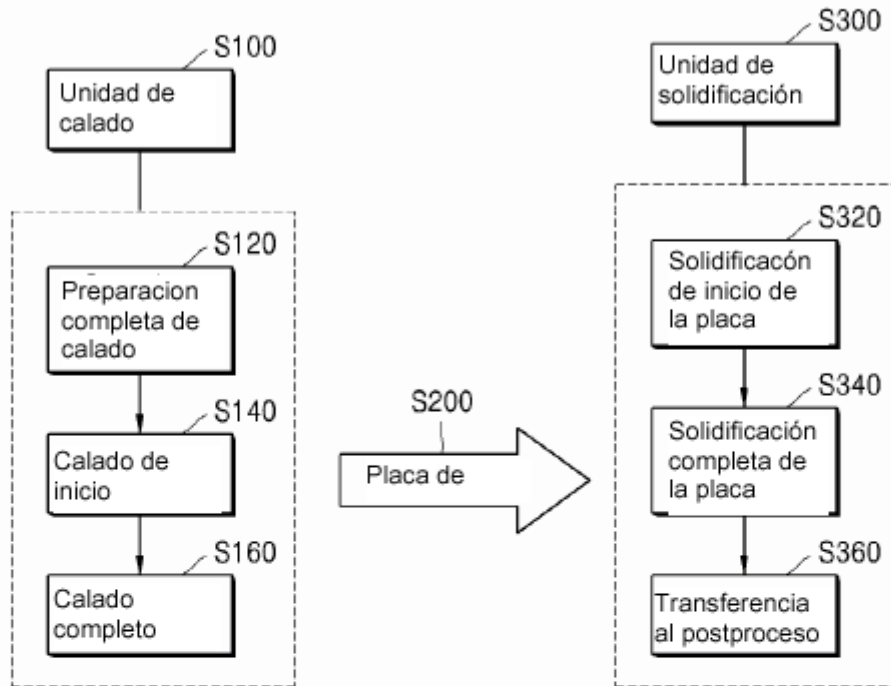 S100
Unidad de
calado
S120
Preparacion
completa de
calado
S140
Calado de
inicio
S160
Calado
completo
S200
Placa de
S300
Unidad de
solidificación
S320
Solidificacón
de inicio de
la placa
S340
Solidificación
completa de
la placa
S360
Transferencia
al postproceso